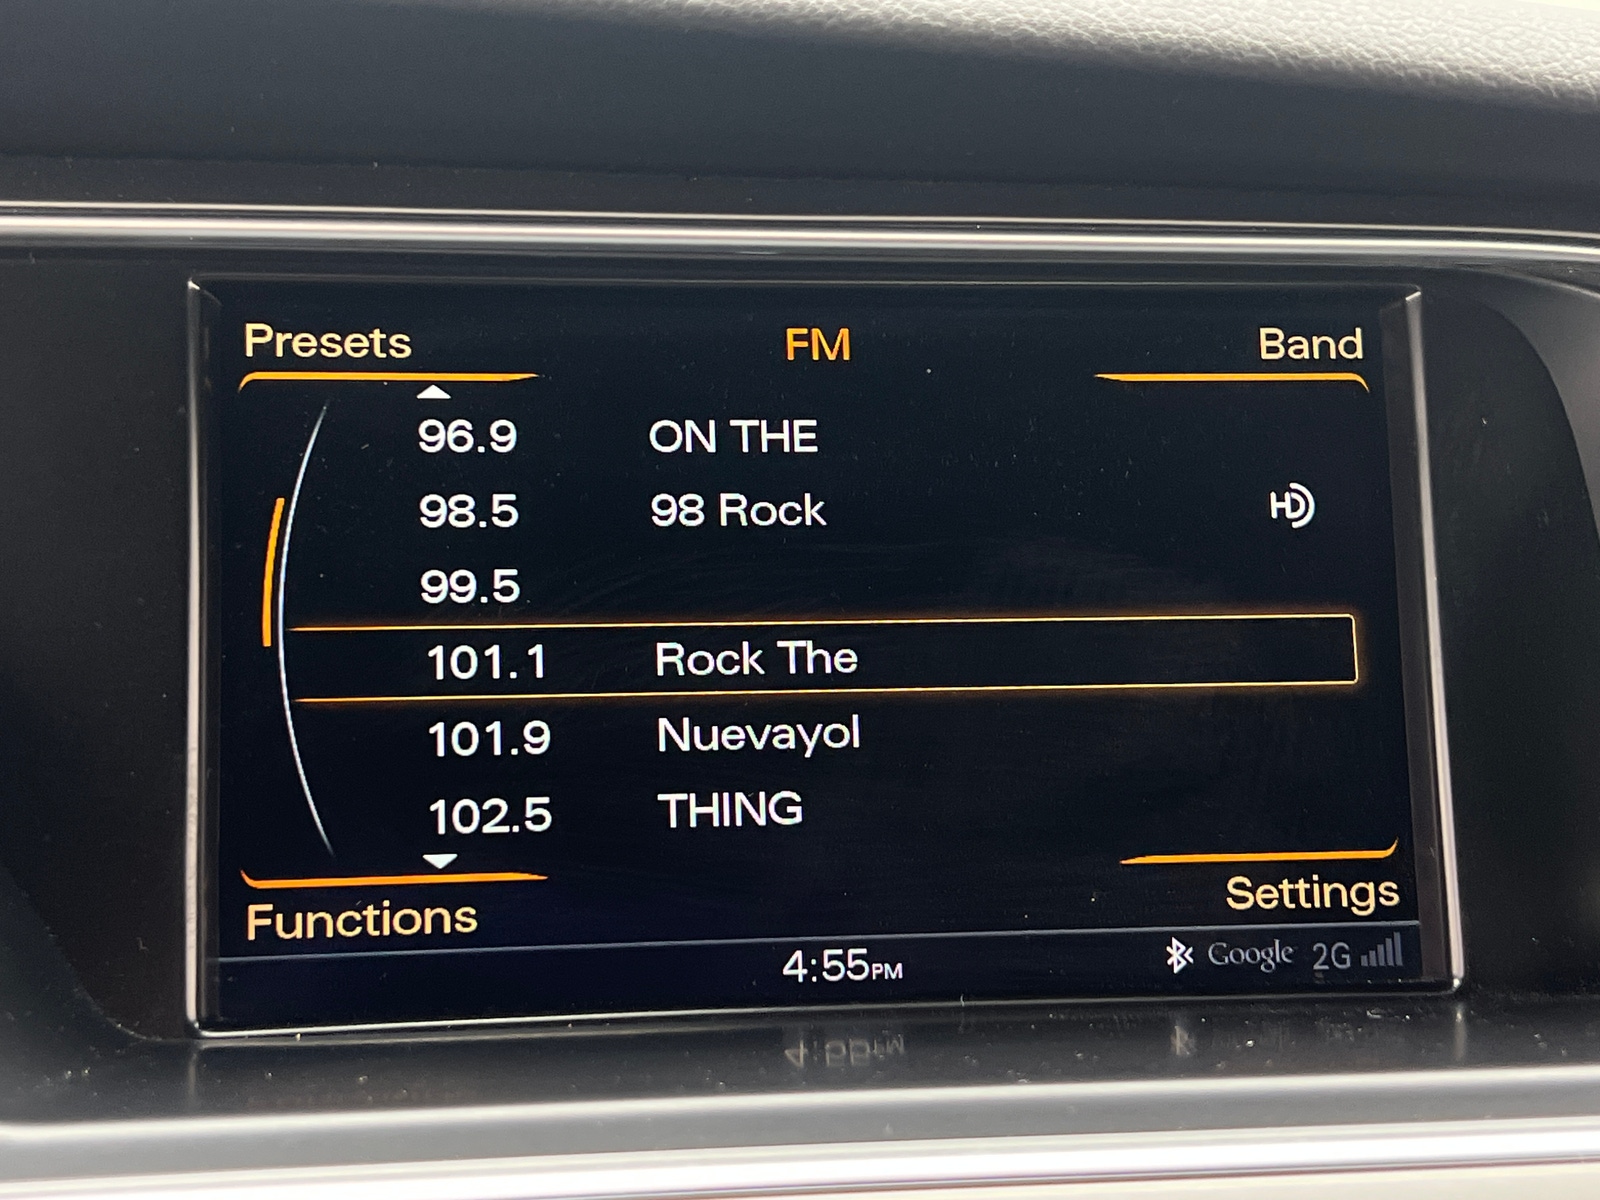 Presets FM Band
96.9 ON THE
98.5 98 Rock HD
99.5
101.1 Rock The
101.9 Nuevayol
102.5 THING
Functions Settings
4:55PM Google 2G